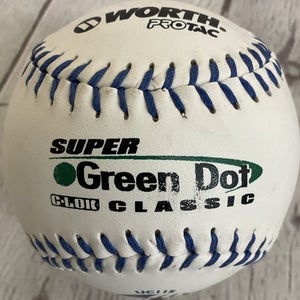 WORTH
PROTAC
SUPER
Green Dot
C-LOK CLASSIC